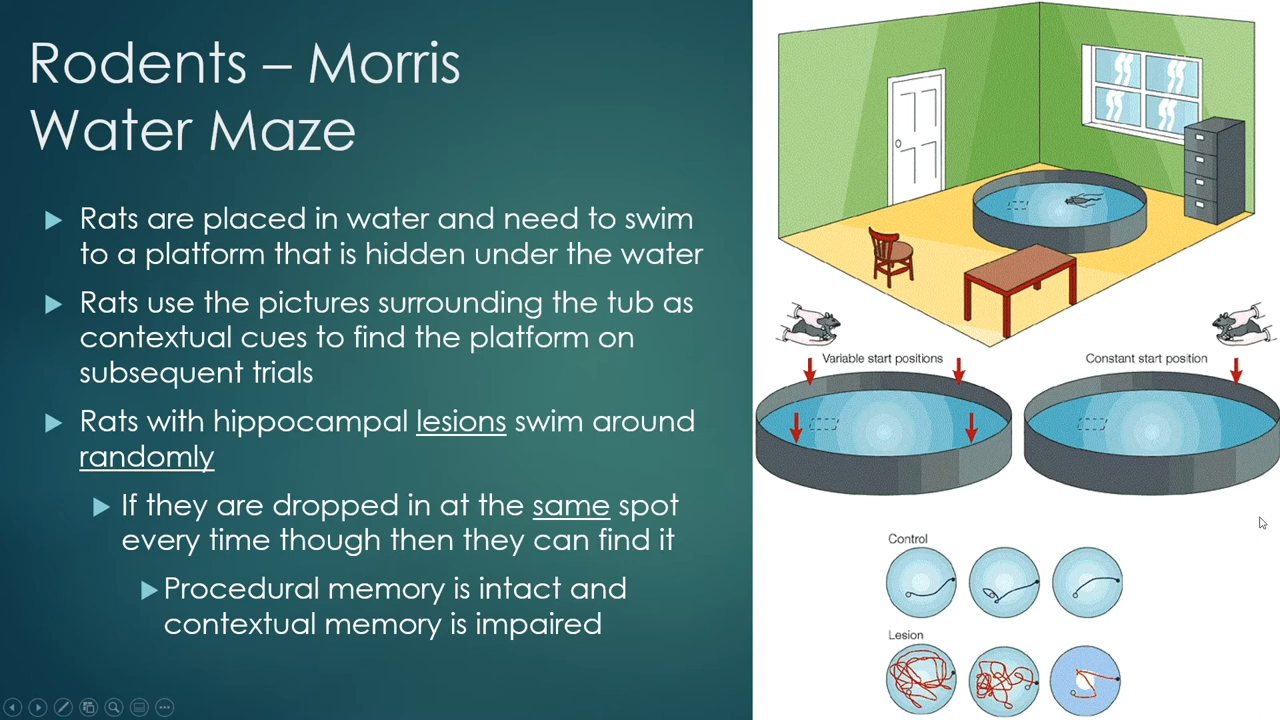 Rodents – Morris
Water Maze
Rats are placed in water and need to swim
to a platform that is hidden under the water
Rats use the pictures surrounding the tub as
contextual cues to find the platform on
subsequent trials
Rats with hippocampal lesions swim around
randomly
If they are dropped in at the same spot
every time though then they can find it
Procedural memory is intact and
contextual memory is impaired
Variable start positions
Constant start position
Control
Lesion